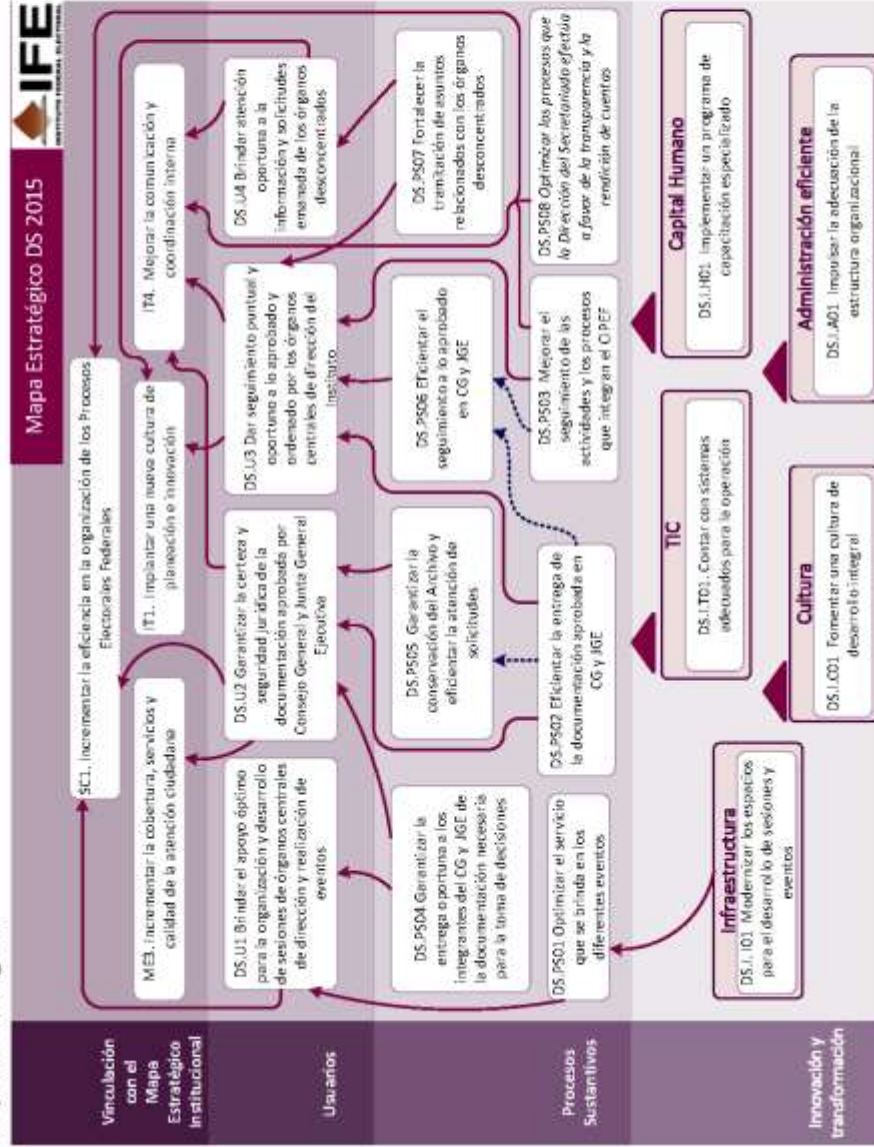 Mapa Estratégico DS 2015
IFE
INSTITUTO FEDERAL ELECTORAL
Vinculación
con el
Mapa
Estratégico
Institucional
SC1. Incrementar la eficiencia en la organización de los Procesos
Electorales Federales
ME3. Incrementar la cobertura, servicios y
calidad de la atención ciudadana
IT1. Implantar una nueva cultura de
planeación e innovación
IT4. Mejorar la comunicación y
coordinación interna
Usuarios
DS.U1 Brindar el apoyo óptimo
para la organización y desarrollo
de sesiones de órganos centrales
de dirección y realización de
eventos
DS.U2 Garantizar la certeza y
seguridad jurídica de la
documentación aprobada por
Consejo General y Junta General
Ejecutiva
DS.U3 Dar seguimiento puntual y
oportuno a lo aprobado y
ordenado por los órganos
centrales de dirección del
Instituto
DS.U4 Brindar atención
oportuna a la
información y solicitudes
emanada de los órganos
desconcentrados
Procesos
Sustantivos
DS.PS04 Garantizar la
entrega oportuna a los
integrantes del CG y JGE de
la documentación necesaria
para la toma de decisiones
DS.PS05 Garantizar la
conservación del Archivo y
eficientar la atención de
solicitudes
DS.PS06 Eficientar el
seguimiento a lo aprobado
en CG y JGE
DS.PS07 Fortalecer la
tramitación de asuntos
relacionados con los órganos
desconcentrados
DS.PS01 Optimizar el servicio
que se brinda en los
diferentes eventos
DS.PS02 Eficientar la entrega de
la documentación aprobada en
CG y JGE
DS.PS03 Mejorar el
seguimiento de las
actividades y los procesos
que integran el CIPEF
DS.PS08 Optimizar los procesos que
la Dirección del Secretariado efectúa
a favor de la transparencia y la
rendición de cuentas
Innovación y
transformación
Infraestructura
DS.I.I01 Modernizar los espacios
para el desarrollo de sesiones y
eventos
TIC
DS.I.T01. Contar con sistemas
adecuados para la operación
Capital Humano
DS.I.H01 Implementar un programa de
capacitación especializado
Cultura
DS.I.C01 Fomentar una cultura de
desarrollo integral
Administración eficiente
DS.I.A01 Impulsar la adecuación de la
estructura organizacional